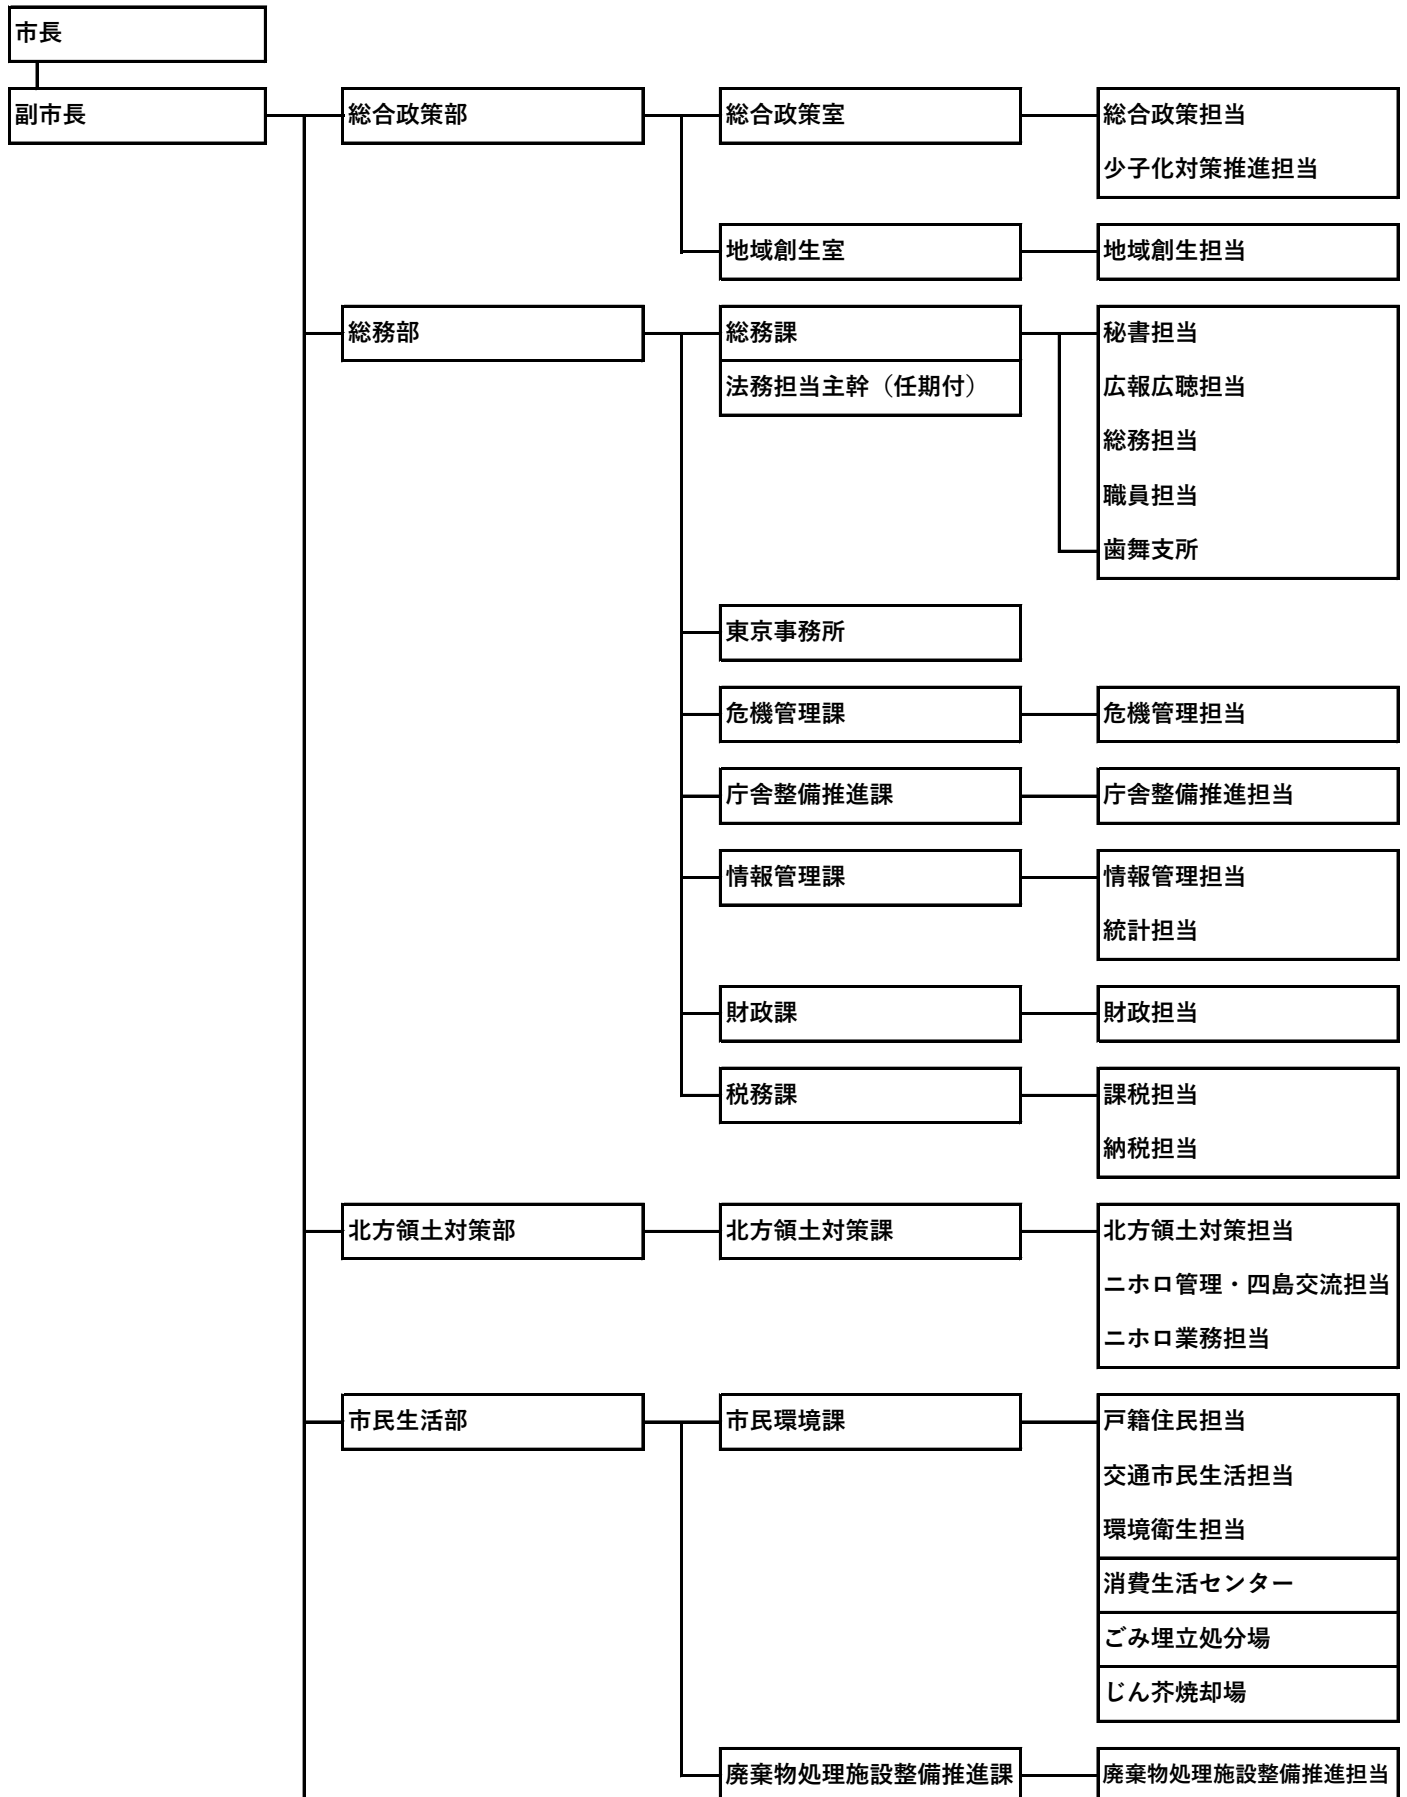 市長
副市長
総合政策部
総合政策室
総合政策担当
少子化対策推進担当
地域創生室
地域創生担当
総務部
総務課
秘書担当
法務担当主幹（任期付）
広報広聴担当
総務担当
職員担当
歯舞支所
東京事務所
危機管理課
危機管理担当
庁舎整備推進課
庁舎整備推進担当
情報管理課
情報管理担当
統計担当
財政課
財政担当
税務課
課税担当
納税担当
北方領土対策部
北方領土対策課
北方領土対策担当
ニホロ管理・四島交流担当
ニホロ業務担当
市民生活部
市民環境課
戸籍住民担当
交通市民生活担当
環境衛生担当
消費生活センター
ごみ埋立処分場
じん芥焼却場
廃棄物処理施設整備推進課
廃棄物処理施設整備推進担当